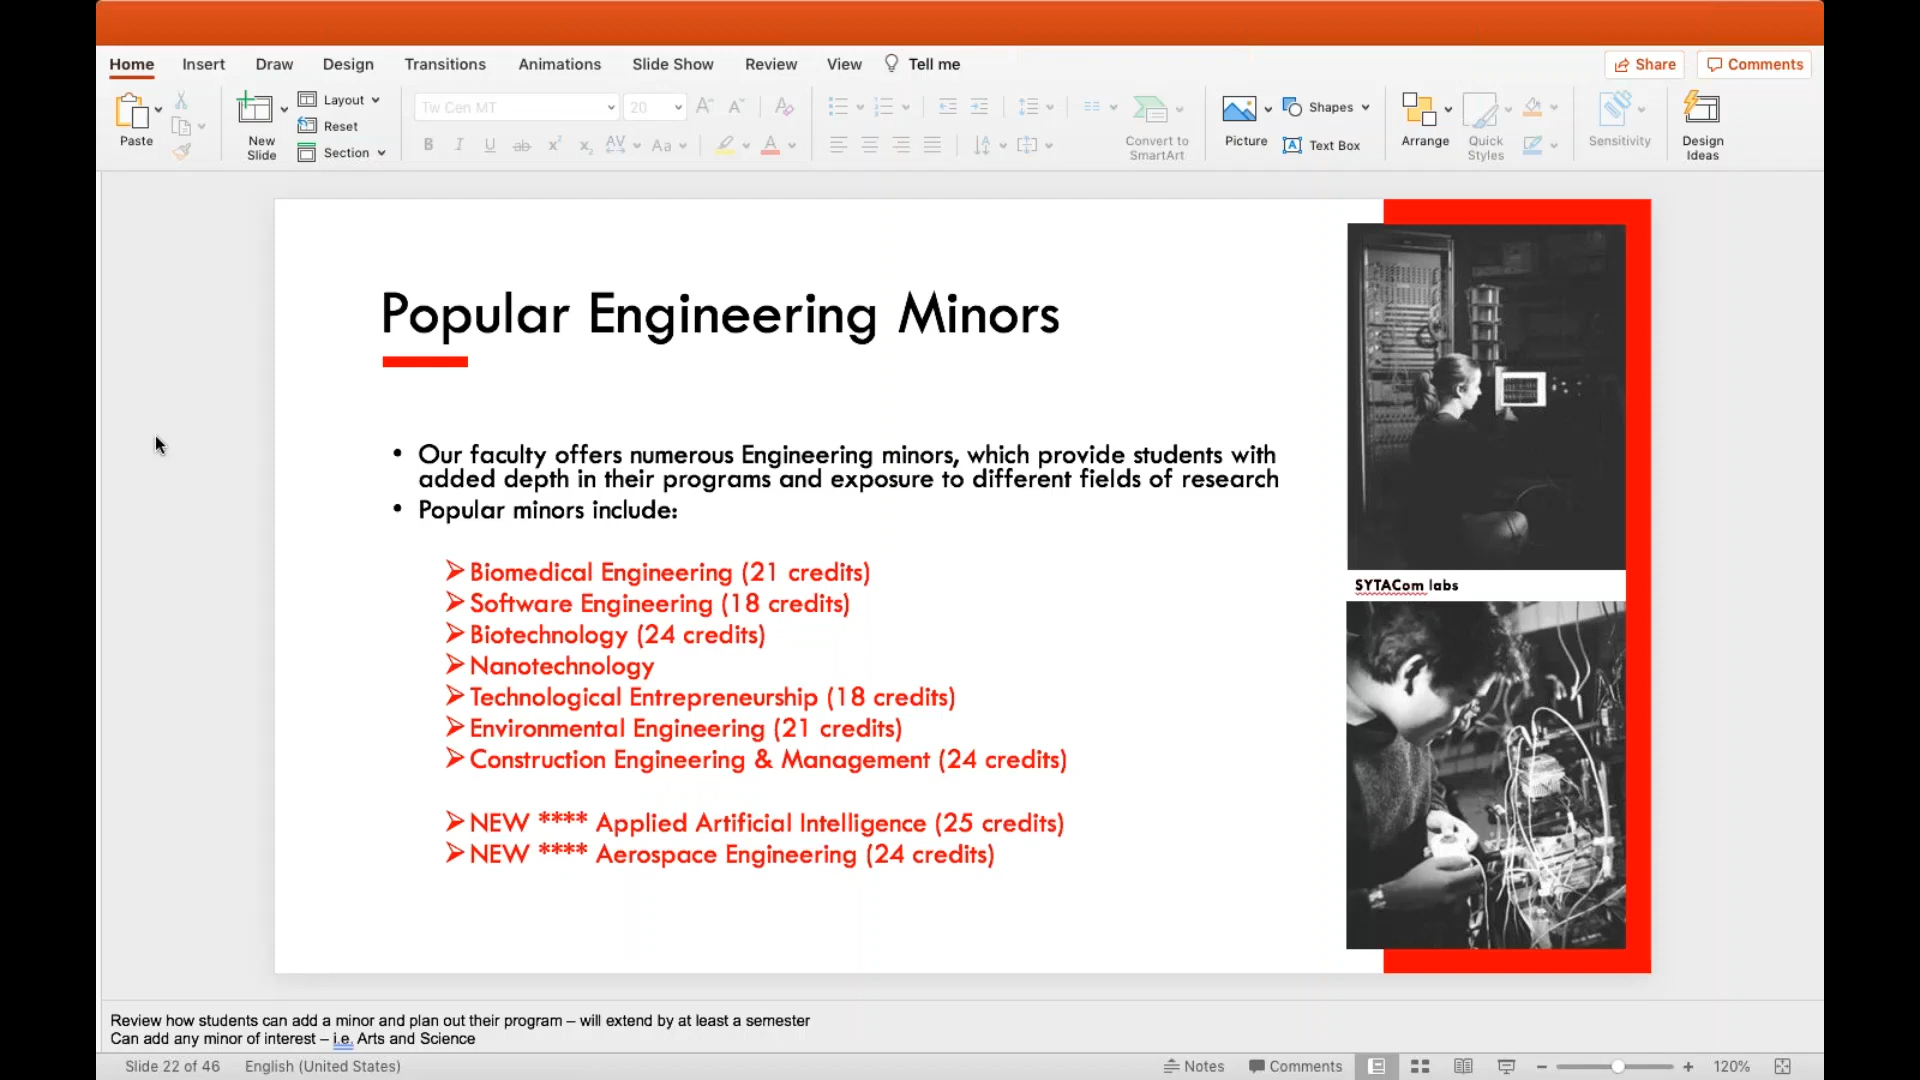 Home Insert Draw Design Transitions Animations Slide Show Review View Tell me Share Comments
Paste
New Slide
Layout
Reset
Section
Tw Cen MT 20
Convert to SmartArt
Picture
Shapes
Text Box
Arrange
Quick Styles
Sensitivity
Design Ideas
Popular Engineering Minors
• Our faculty offers numerous Engineering minors, which provide students with
added depth in their programs and exposure to different fields of research
• Popular minors include:
➢Biomedical Engineering (21 credits)
➢Software Engineering (18 credits)
➢Biotechnology (24 credits)
➢Nanotechnology
➢Technological Entrepreneurship (18 credits)
➢Environmental Engineering (21 credits)
➢Construction Engineering & Management (24 credits)
➢NEW **** Applied Artificial Intelligence (25 credits)
➢NEW **** Aerospace Engineering (24 credits)
SYTACom labs
Review how students can add a minor and plan out their program – will extend by at least a semester
Can add any minor of interest – i.e. Arts and Science
Slide 22 of 46 English (United States) Notes Comments 120%